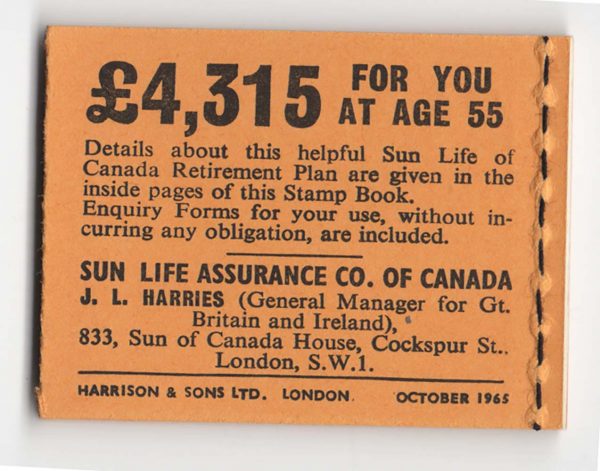 £4,315 FOR YOU
AT AGE 55
Details about this helpful Sun Life of
Canada Retirement Plan are given in the
inside pages of this Stamp Book.
Enquiry Forms for your use, without in-
curring any obligation, are included.
SUN LIFE ASSURANCE CO. OF CANADA
J. L. HARRIES (General Manager for Gt.
Britain and Ireland),
833, Sun of Canada House, Cockspur St.,
London, S.W.1.
HARRISON & SONS LTD. LONDON. OCTOBER 1965